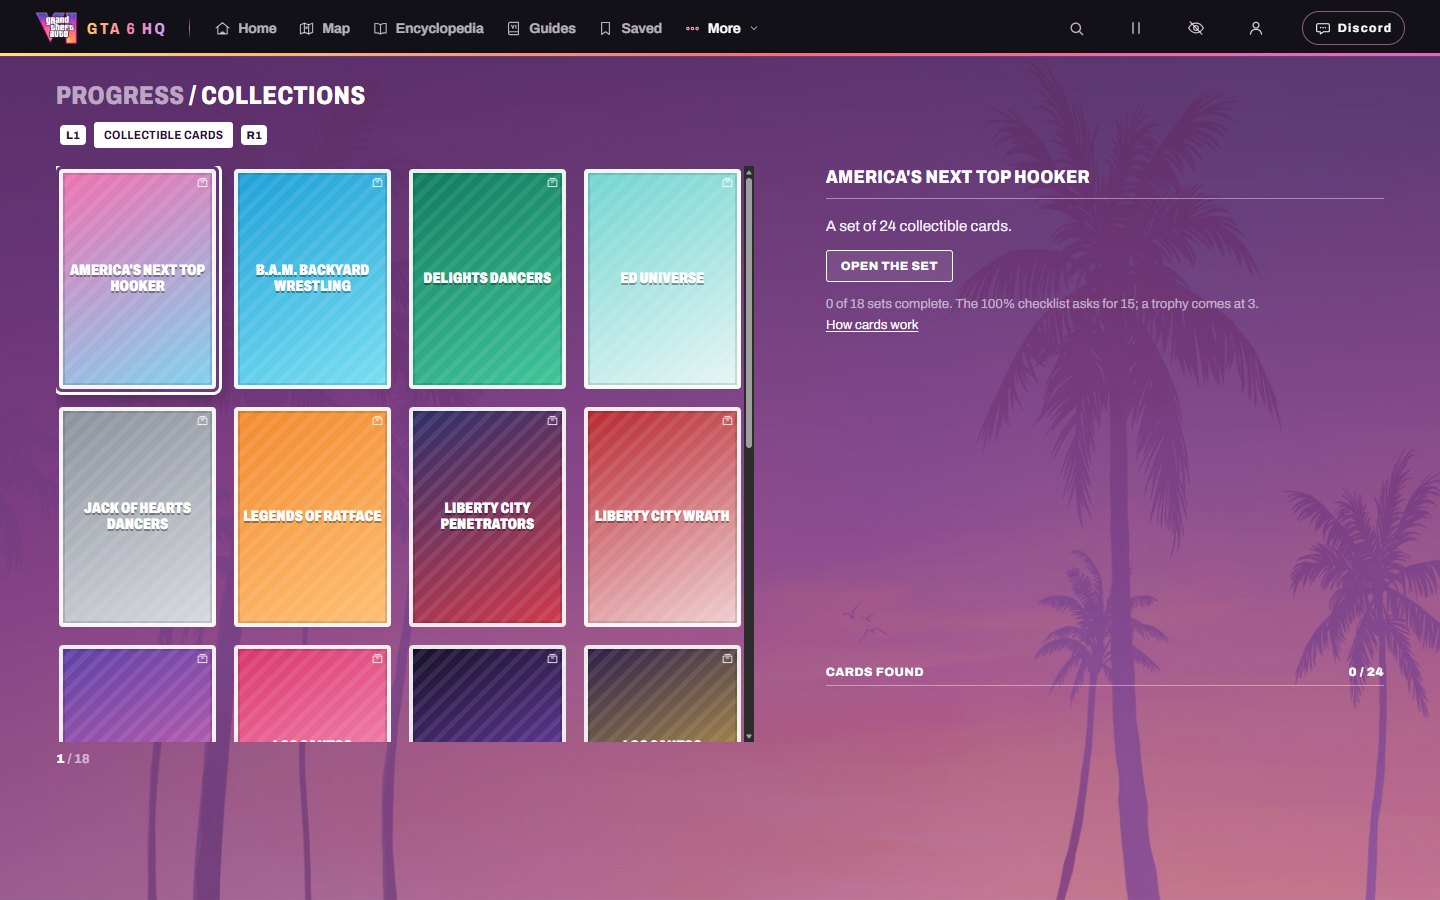 grand theft auto VI
GTA 6 HQ
Home
Map
Encyclopedia
Guides
Saved
More
Discord
PROGRESS / COLLECTIONS
L1
COLLECTIBLE CARDS
R1
AMERICA'S NEXT TOP
HOOKER
B.A.M. BACKYARD
WRESTLING
DELIGHTS DANCERS
ED UNIVERSE
JACK OF HEARTS
DANCERS
LEGENDS OF RATFACE
LIBERTY CITY
PENETRATORS
LIBERTY CITY WRATH
1 / 18
AMERICA'S NEXT TOP HOOKER
A set of 24 collectible cards.
OPEN THE SET
0 of 18 sets complete. The 100% checklist asks for 15; a trophy comes at 3.
How cards work
CARDS FOUND
0 / 24